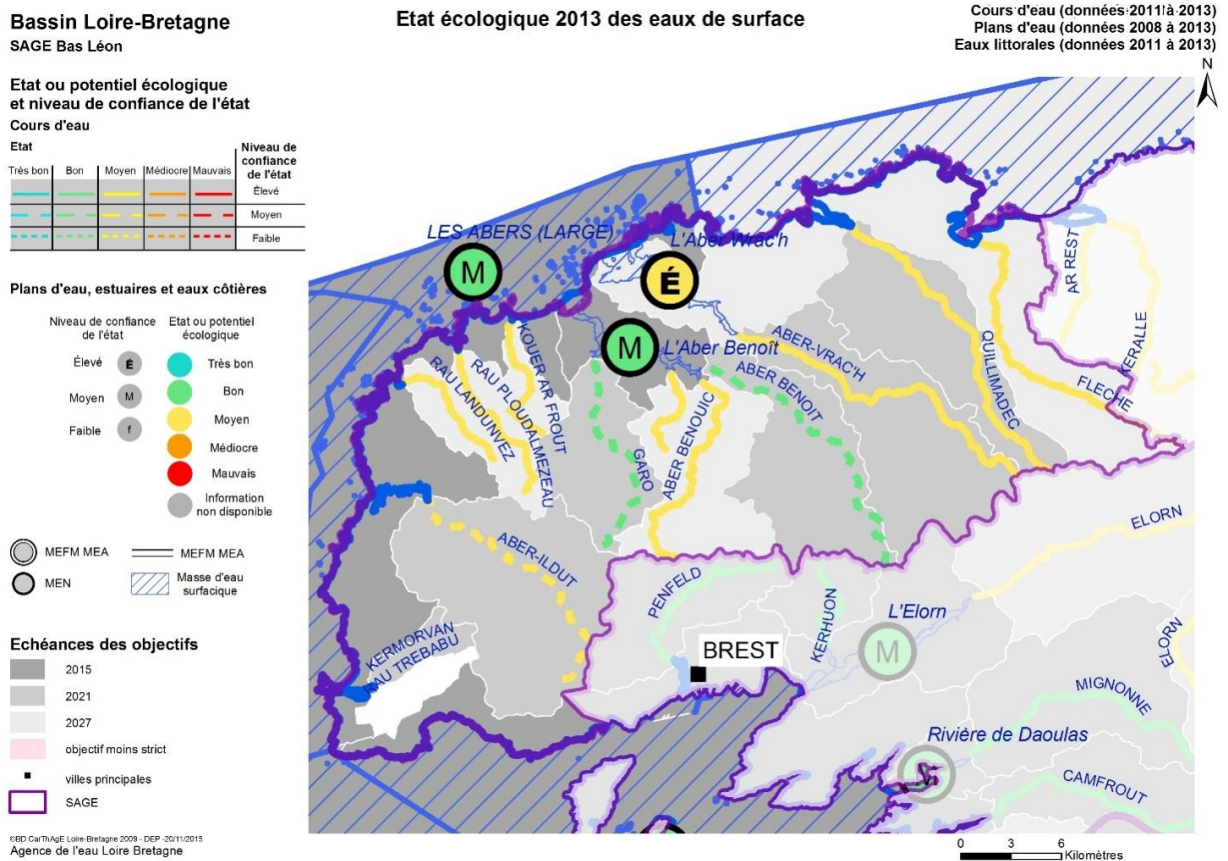 Bassin Loire-Bretagne
SAGE Bas Léon
Etat écologique 2013 des eaux de surface
Cours d'eau (données 2011 à 2013)
Plans d'eau (données 2008 à 2013)
Eaux littorales (données 2011 à 2013)
N
Etat ou potentiel écologique
et niveau de confiance de l'état
Cours d'eau
Etat
Niveau de
confiance
de l'état
Très bon
Bon
Moyen
Médiocre
Mauvais
Élevé
Moyen
Faible
Plans d'eau, estuaires et eaux côtières
Niveau de confiance
de l'état
Etat ou potentiel
écologique
Élevé
É
Très bon
Moyen
M
Bon
Faible
f
Moyen
Médiocre
Mauvais
Information
non disponible
MEFM MEA
MEFM MEA
MEN
Masse d'eau
surfacique
Echéances des objectifs
2015
2021
2027
objectif moins strict
villes principales
SAGE
©BD CarThAgE Loire-Bretagne 2009 - DEP -20/11/2015
Agence de l'eau Loire Bretagne
LES ABERS (LARGE)
M
L'Aber Wrac'h
É
M
L'Aber Benoît
AR REST
KERALLE
KOUER AR FROUT
RAU PLOUDALMEZEAU
RAU LANDUNVEZ
ABER-VRAC'H
ABER BENOIT
QUILLIMADEC
FLECHE
GARO
ABER BENOUIC
ABER-ILDUT
ELORN
PENFELD
KERHUON
L'Elorn
M
BREST
KERMORVAN
RAU TREBABU
ELORN
MIGNONNE
Rivière de Daoulas
CAMFROUT
0 3 6
Kilomètres